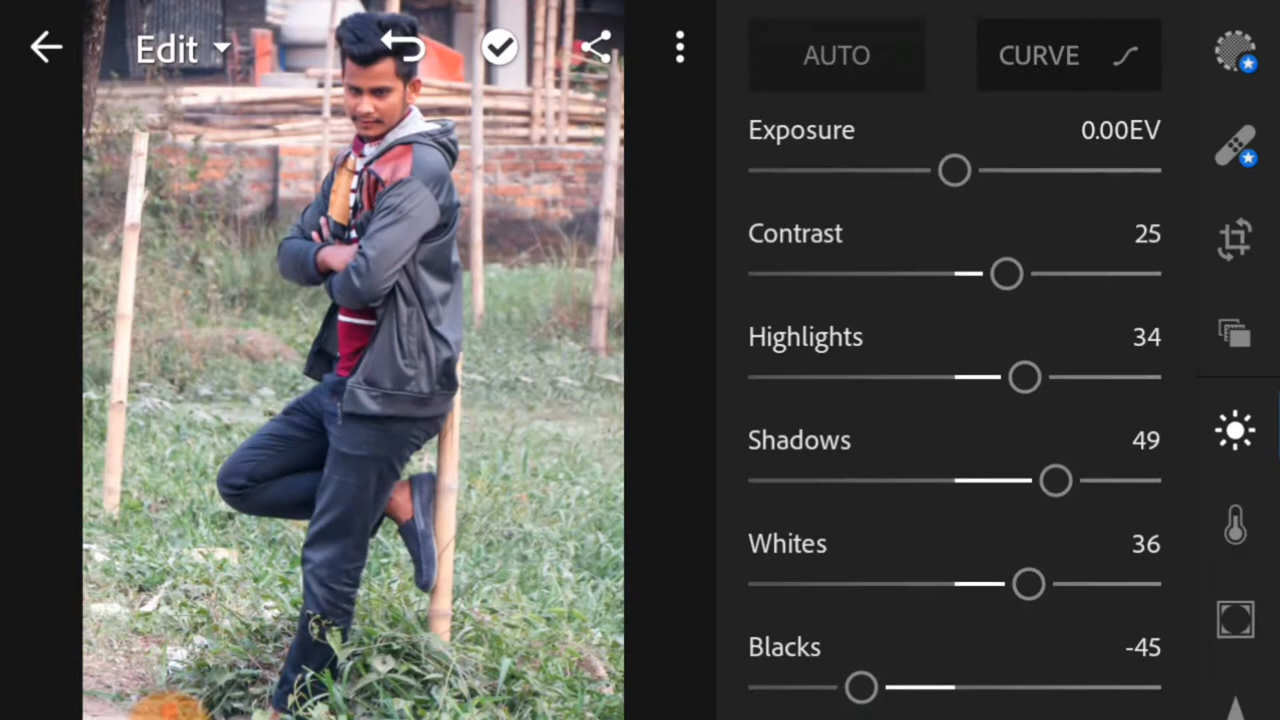 Edit
AUTO
CURVE
Exposure 0.00EV
Contrast 25
Highlights 34
Shadows 49
Whites 36
Blacks -45